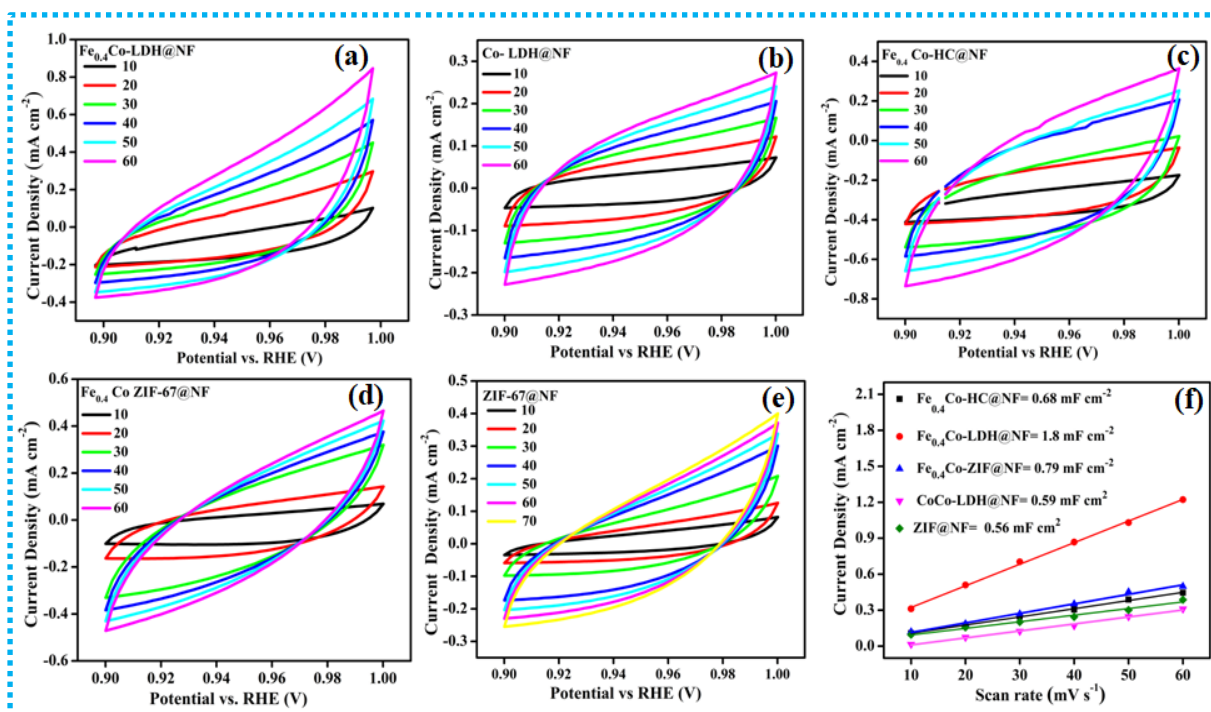 Fe0.4Co-LDH@NF
(a)
10
20
30
40
50
60
1.0
0.8
0.6
0.4
0.2
0.0
-0.2
-0.4
Current Density (mA cm-2)
0.90 0.92 0.94 0.96 0.98 1.00
Potential vs. RHE (V)
Co- LDH@NF
(b)
10
20
30
40
50
60
0.3
0.2
0.1
0.0
-0.1
-0.2
-0.3
Current Density (mA cm-2)
0.90 0.92 0.94 0.96 0.98 1.00
Potential vs RHE (V)
Fe0.4 Co-HC@NF
(c)
10
20
30
40
50
60
0.4
0.2
0.0
-0.2
-0.4
-0.6
-0.8
Current Density (mA cm-2)
0.90 0.92 0.94 0.96 0.98 1.00
Potential vs RHE (V)
Fe0.4 Co ZIF-67@NF
(d)
10
20
30
40
50
60
0.6
0.4
0.2
0.0
-0.2
-0.4
-0.6
Current Density (mA cm-2)
0.90 0.92 0.94 0.96 0.98 1.00
Potential vs. RHE (V)
ZIF-67@NF
(e)
10
20
30
40
50
60
70
0.5
0.4
0.3
0.2
0.1
0.0
-0.1
-0.2
-0.3
Current Density (mA cm-2)
0.90 0.92 0.94 0.96 0.98 1.00
Potential vs RHE (V)
(f)
Fe0.4Co-HC@NF= 0.68 mF cm-2
Fe0.4Co-LDH@NF= 1.8 mF cm-2
Fe0.4Co-ZIF@NF= 0.79 mF cm-2
CoCo-LDH@NF= 0.59 mF cm2
ZIF@NF= 0.56 mF cm2
2.1
1.8
1.5
1.2
0.9
0.6
0.3
0.0
Current Density (mA cm-2)
10 20 30 40 50 60
Scan rate (mV s-1)